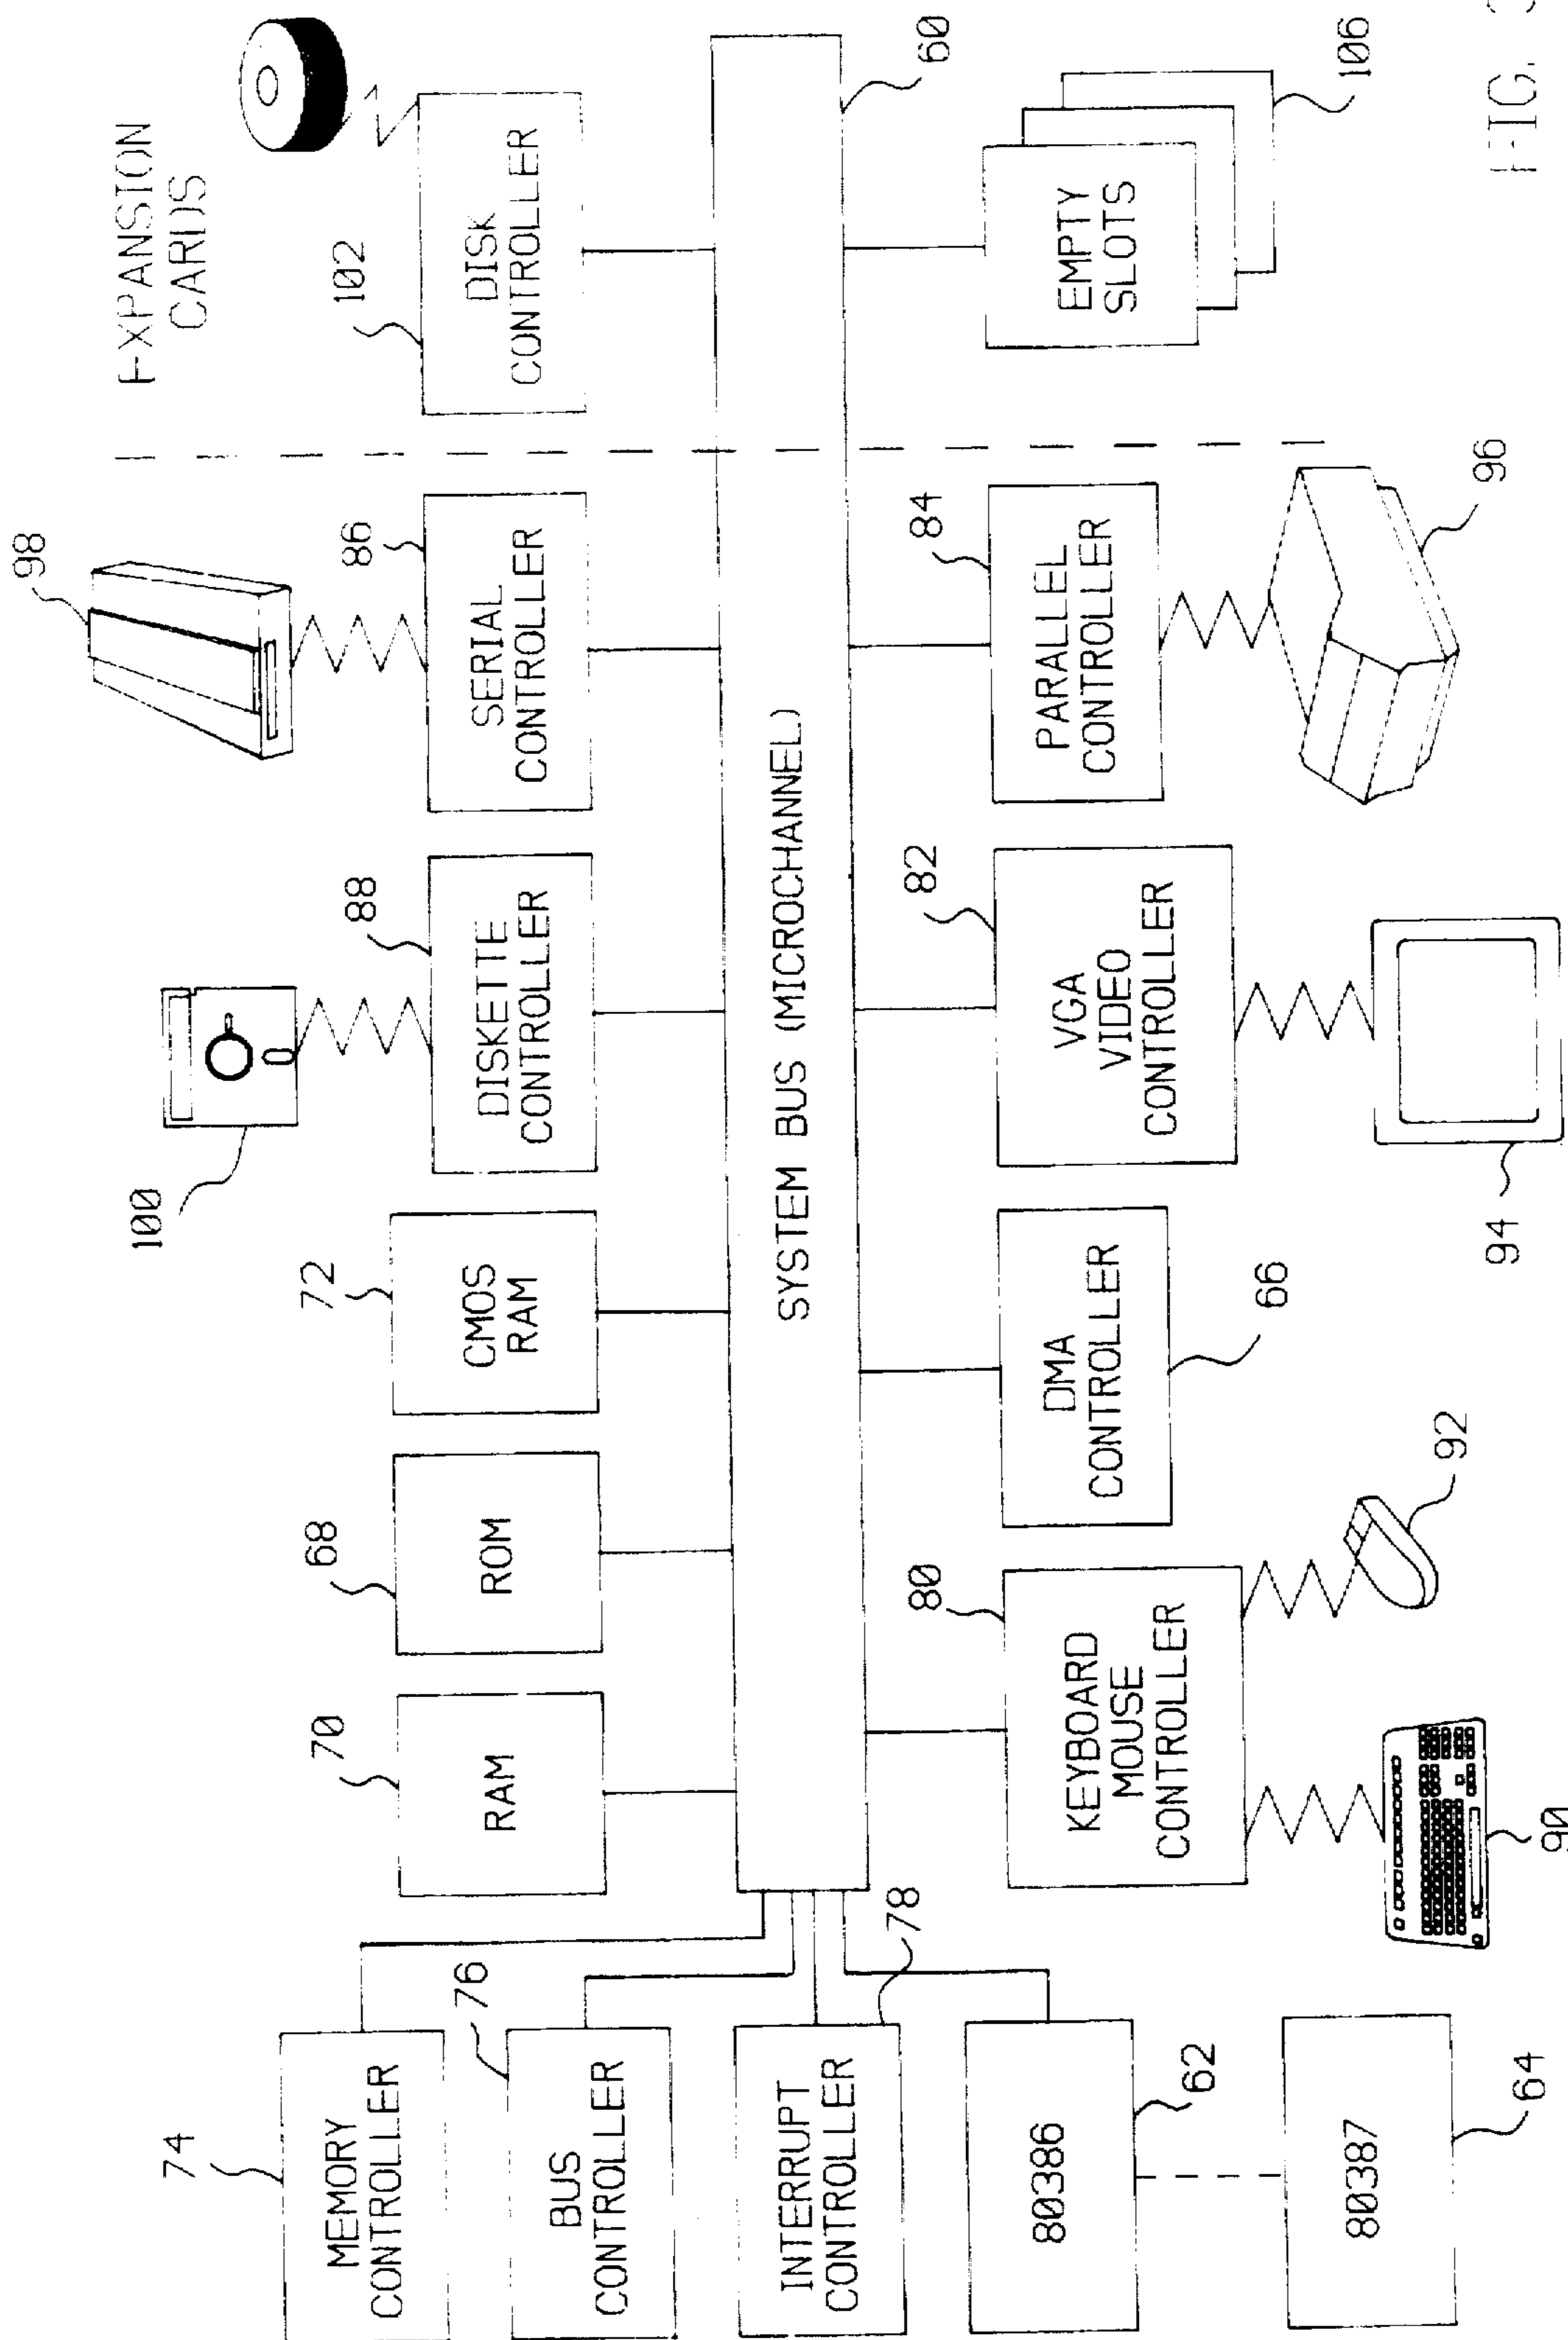 EXPANSION
CARDS
98
100
102
86
88
72
68
70
74
76
78
MEMORY
CONTROLLER
BUS
CONTROLLER
INTERRUPT
CONTROLLER
80386
62
80387
64
RAM
ROM
CMOS
RAM
DISKETTE
CONTROLLER
SERIAL
CONTROLLER
DISK
CONTROLLER
SYSTEM BUS (MICROCHANNEL)
60
80
KEYBOARD
MOUSE
CONTROLLER
90
92
DMA
CONTROLLER
66
82
VGA
VIDEO
CONTROLLER
94
84
PARALLEL
CONTROLLER
96
EMPTY
SLOTS
106
FIG.